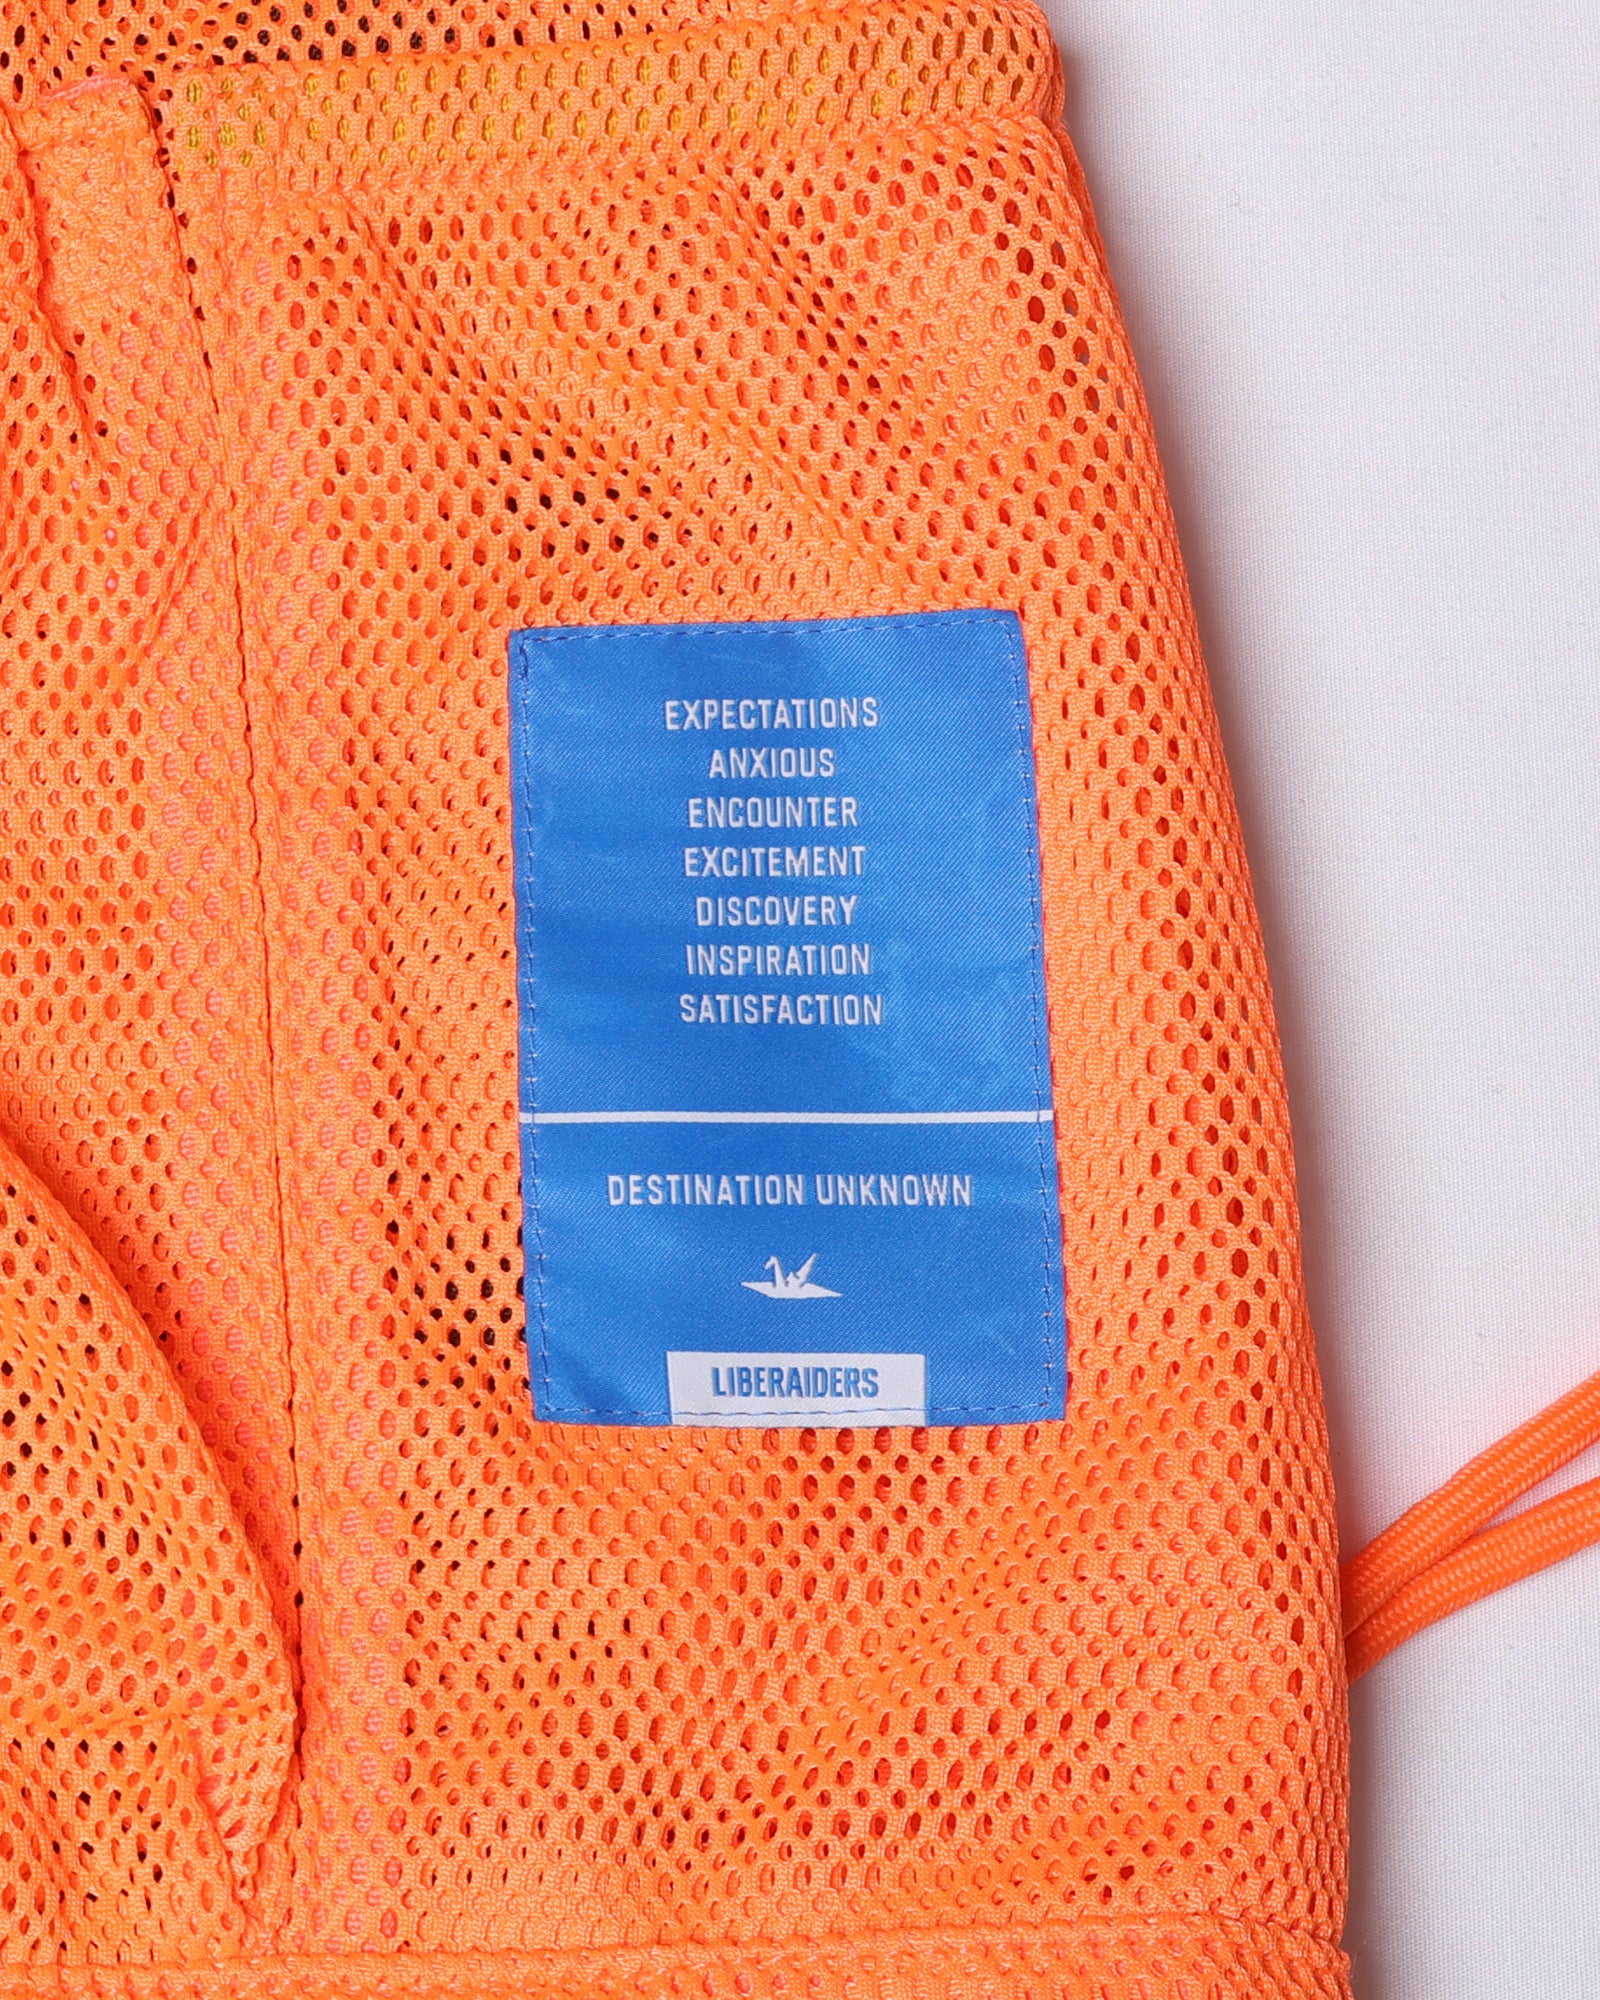 EXPECTATIONS
ANXIOUS
ENCOUNTER
EXCITEMENT
DISCOVERY
INSPIRATION
SATISFACTION
DESTINATION UNKNOWN
LIBERAIDERS